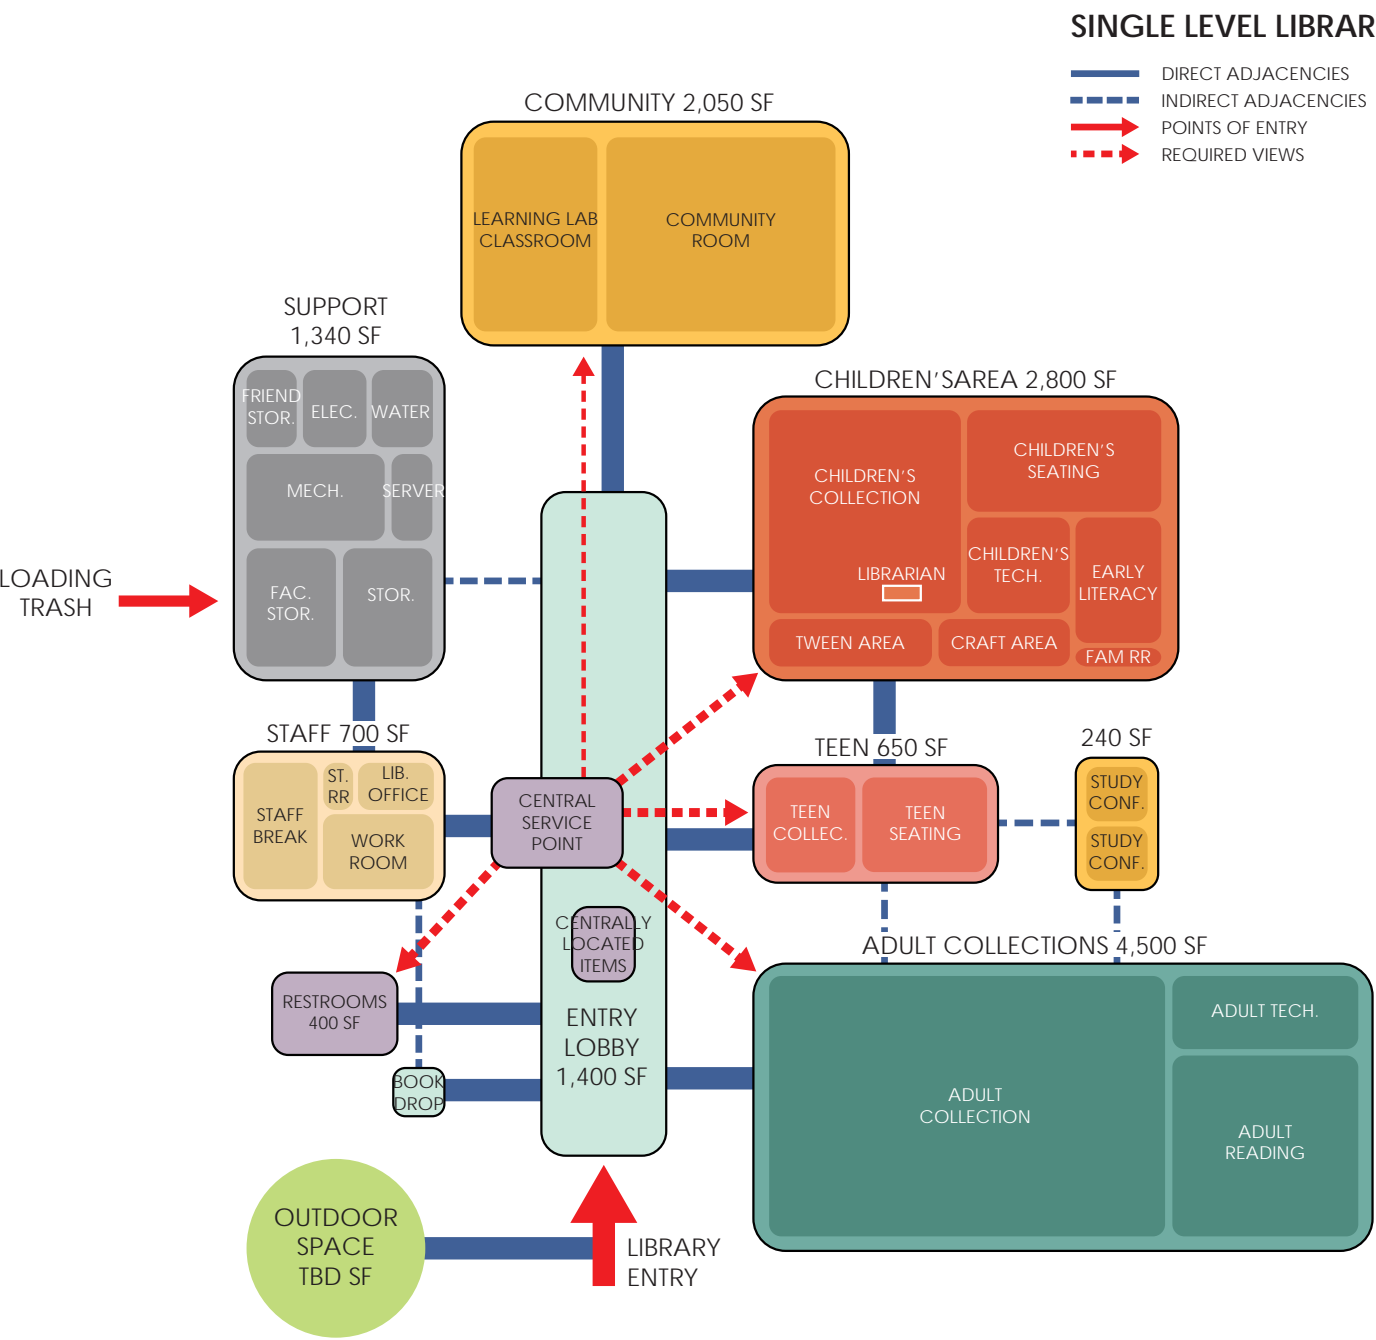 SINGLE LEVEL LIBRAR
DIRECT ADJACENCIES
INDIRECT ADJACENCIES
POINTS OF ENTRY
REQUIRED VIEWS
COMMUNITY 2,050 SF
LEARNING LAB
CLASSROOM
COMMUNITY
ROOM
SUPPORT
1,340 SF
FRIEND
STOR.
ELEC.
WATER
MECH.
SERVER
FAC.
STOR.
STOR.
LOADING
TRASH
CHILDREN'SAREA 2,800 SF
CHILDREN'S
COLLECTION
CHILDREN'S
SEATING
LIBRARIAN
CHILDREN'S
TECH.
EARLY
LITERACY
TWEEN AREA
CRAFT AREA
FAM RR
STAFF 700 SF
STAFF
BREAK
ST.
RR
LIB.
OFFICE
WORK
ROOM
CENTRAL
SERVICE
POINT
TEEN 650 SF
TEEN
COLLEC.
TEEN
SEATING
240 SF
STUDY
CONF.
STUDY
CONF.
CENTRALLY
LOCATED
ITEMS
RESTROOMS
400 SF
BOOK
DROP
ENTRY
LOBBY
1,400 SF
ADULT COLLECTIONS 4,500 SF
ADULT
COLLECTION
ADULT TECH.
ADULT
READING
OUTDOOR
SPACE
TBD SF
LIBRARY
ENTRY